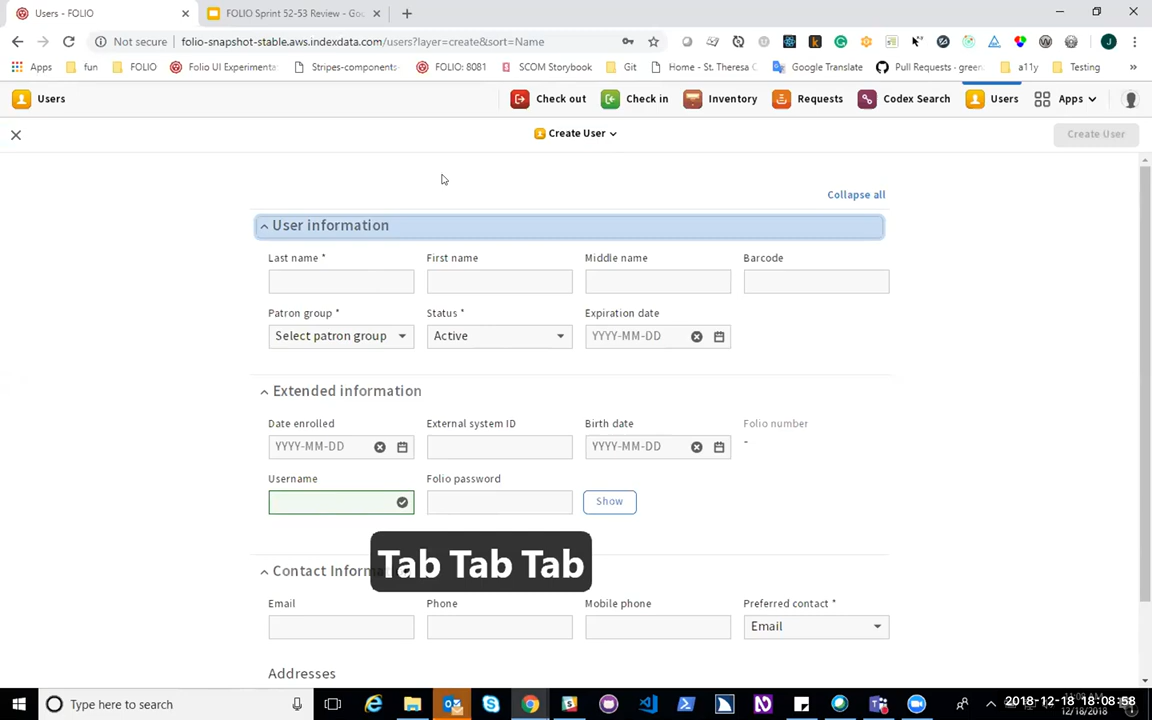 Users - FOLIO
FOLIO Sprint 52-53 Review - Goo
Not secure
folio-snapshot-stable.aws.indexdata.com/users?layer=create&sort=Name
Apps
fun
FOLIO
Folio UI Experimenta
Stripes-components
FOLIO: 8081
SCOM Storybook
Git
Home - St. Theresa C
Google Translate
Pull Requests - green
a11y
Testing
Users
Check out
Check in
Inventory
Requests
Codex Search
Users
Apps
Create User
Create User
Collapse all
User information
Last name *
First name
Middle name
Barcode
Patron group *
Status *
Expiration date
Select patron group
Active
YYYY-MM-DD
Extended information
Date enrolled
External system ID
Birth date
Folio number
YYYY-MM-DD
YYYY-MM-DD
-
Username
Folio password
Show
Tab Tab Tab
Contact Inform
Email
Phone
Mobile phone
Preferred contact *
Email
Addresses
Type here to search
2018-12-18 18:08:58
12/18/2018